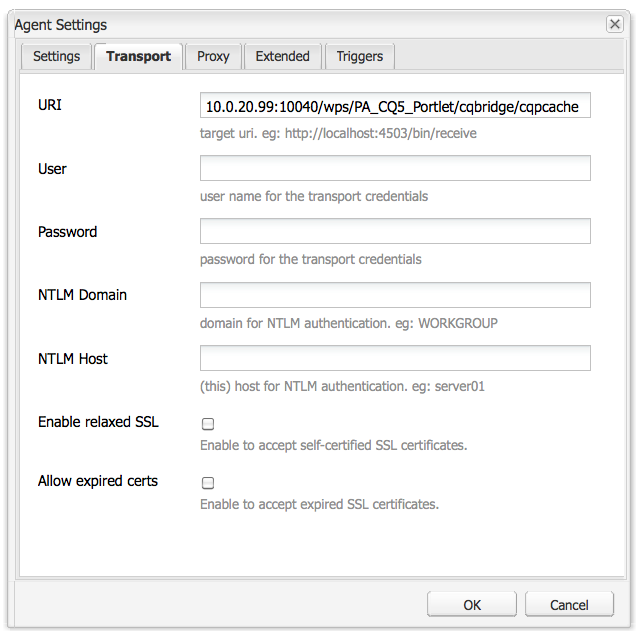 Agent Settings
Settings Transport Proxy Extended Triggers
URI 10.0.20.99:10040/wps/PA_CQ5_Portlet/cqbridge/cqpcache
target uri. eg: http://localhost:4503/bin/receive
User
user name for the transport credentials
Password
password for the transport credentials
NTLM Domain
domain for NTLM authentication. eg: WORKGROUP
NTLM Host
(this) host for NTLM authentication. eg: server01
Enable relaxed SSL
Enable to accept self-certified SSL certificates.
Allow expired certs
Enable to accept expired SSL certificates.
OK Cancel